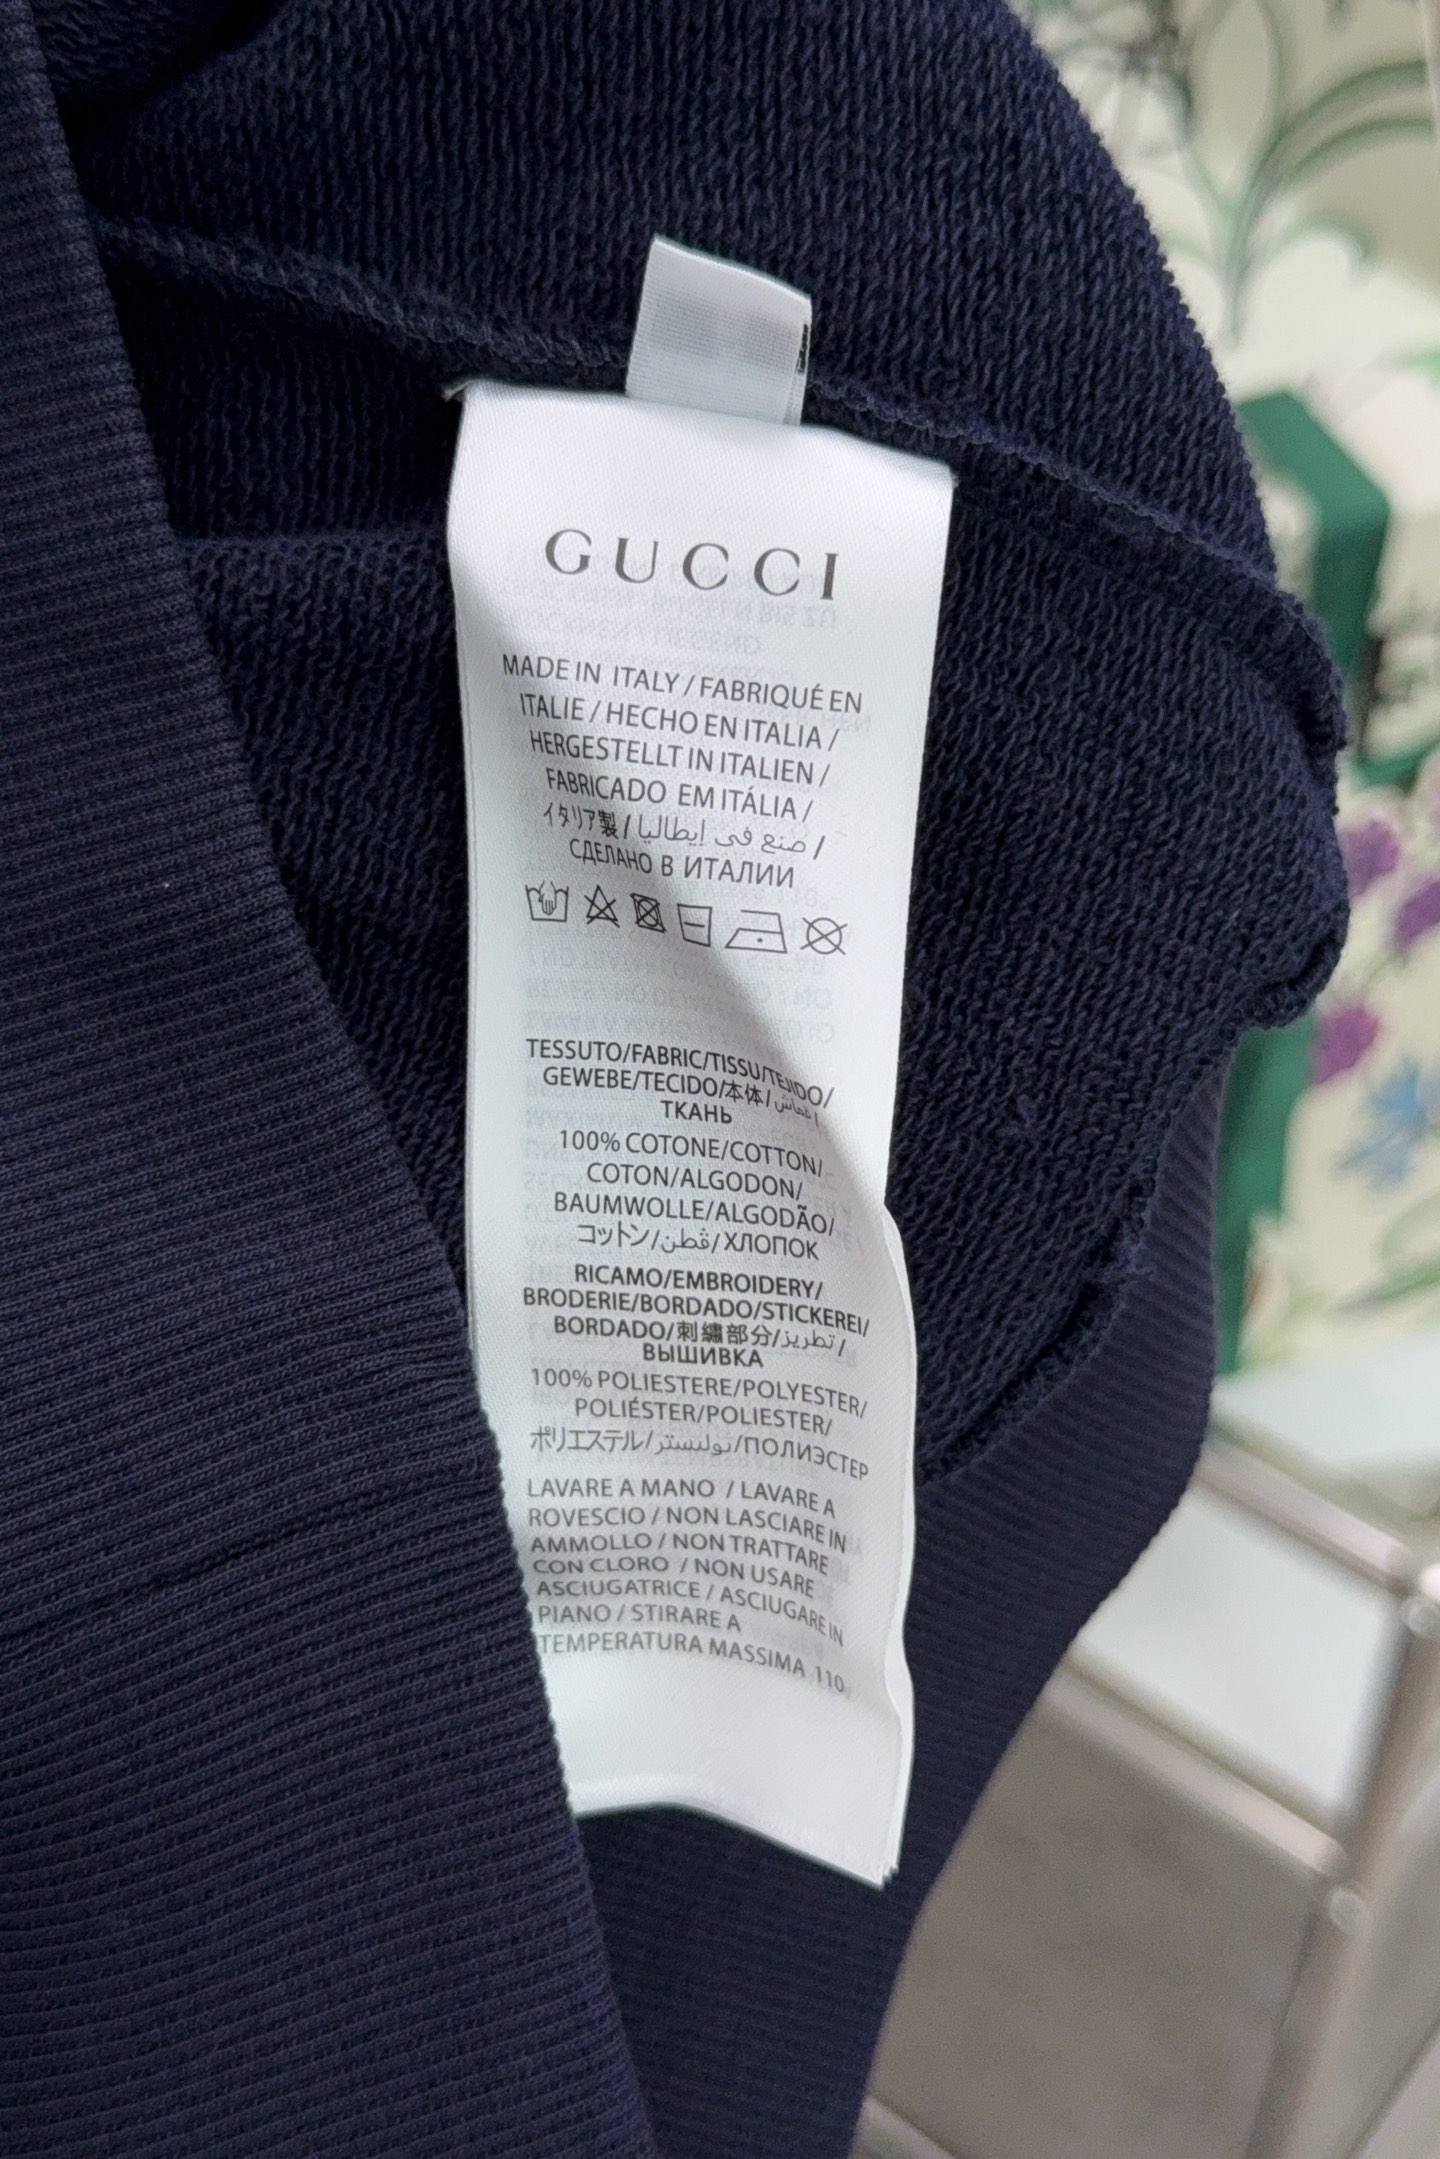 GUCCI
MADE IN ITALY / FABRIQUÉ EN
ITALIE / HECHO EN ITALIA /
HERGESTELLT IN ITALIEN /
FABRICADO EM ITÁLIA /
イタリア製 / صنع في إيطاليا /
СДЕЛАНО В ИТАЛИИ
TESSUTO/FABRIC/TISSU/TEJIDO/
GEWEBE/TECIDO/本体/قماش/
ТКАНЬ
100% COTONE/COTTON/
COTON/ALGODON/
BAUMWOLLE/ALGODÃO/
コットン/قطن/ХЛОПОК
RICAMO/EMBROIDERY/
BRODERIE/BORDADO/STICKEREI/
BORDADO/刺繍部分/تطريز/
ВЫШИВКА
100% POLIESTERE/POLYESTER/
POLIÉSTER/POLIESTER/
ポリエステル/بوليستر/ПОЛИЭСТЕР
LAVARE A MANO / LAVARE A
ROVESCIO / NON LASCIARE IN
AMMOLLO / NON TRATTARE
CON CLORO / NON USARE
ASCIUGATRICE / ASCIUGARE IN
PIANO / STIRARE A
TEMPERATURA MASSIMA 110